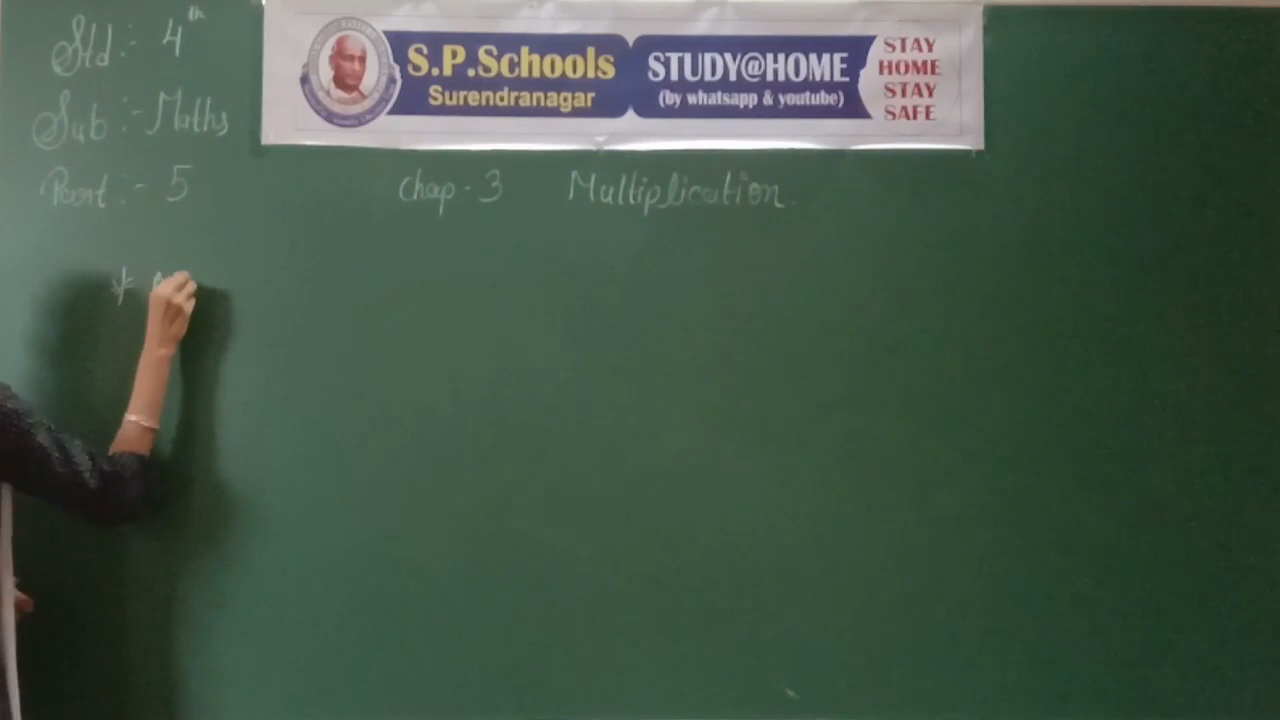 Std :- 4th
Sub :- Maths
Part :- 5
S.P.Schools
Surendranagar
STUDY@HOME
(by whatsapp & youtube)
STAY
HOME
STAY
SAFE
Chap - 3 Multiplication.
*